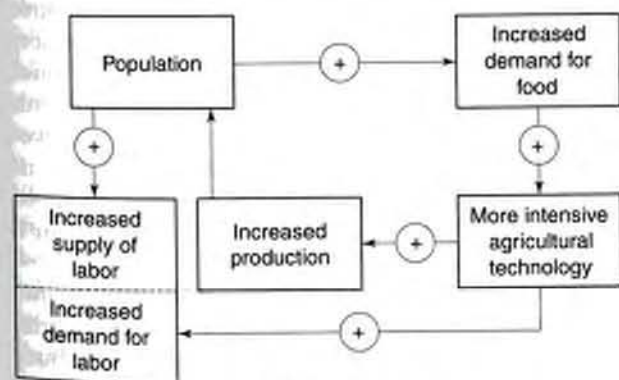 Population
+
Increased
demand for
food
+
+
Increased
supply of
labor
Increased
production
+
More intensive
agricultural
technology
Increased
demand for
labor
+